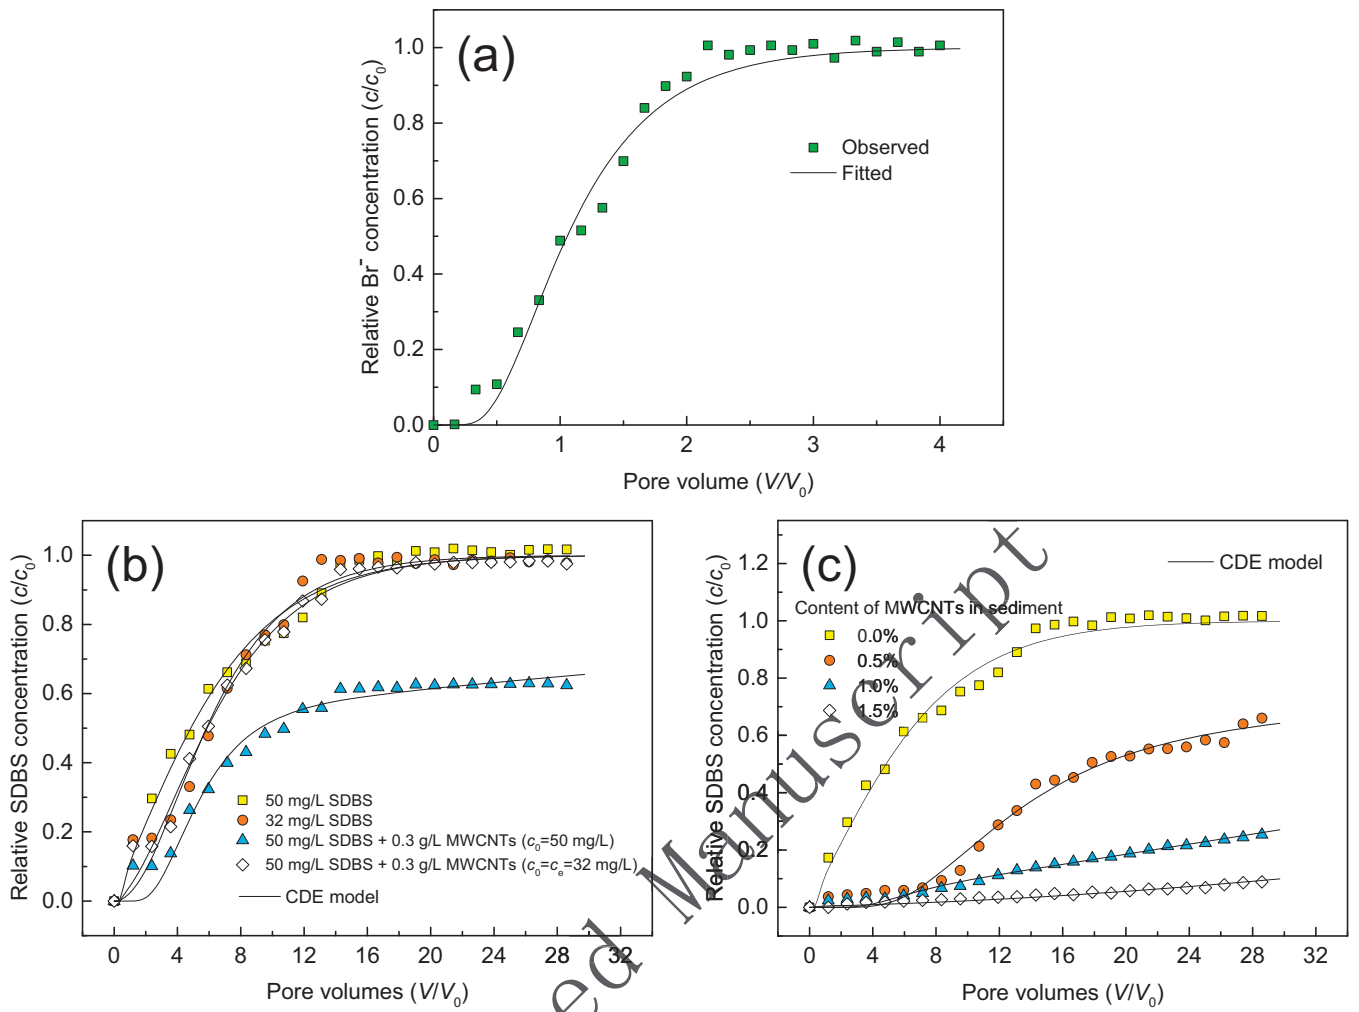 (a)
Relative Br⁻ concentration (c/c₀)
1.0
0.8
0.6
0.4
0.2
0.0
Observed
Fitted
0 1 2 3 4
Pore volume (V/V₀)
(b)
Relative SDBS concentration (c/c₀)
1.0
0.8
0.6
0.4
0.2
0.0
50 mg/L SDBS
32 mg/L SDBS
50 mg/L SDBS + 0.3 g/L MWCNTs (c₀=50 mg/L)
50 mg/L SDBS + 0.3 g/L MWCNTs (c₀=cₑ=32 mg/L)
CDE model
0 4 8 12 16 20 24 28 32
Pore volumes (V/V₀)
(c)
Relative SDBS concentration (c/c₀)
1.2
1.0
0.8
0.6
0.4
0.2
0.0
CDE model
Content of MWCNTs in sediment
0.0%
0.5%
1.0%
1.5%
0 4 8 12 16 20 24 28 32
Pore volumes (V/V₀)
ed Manuscript